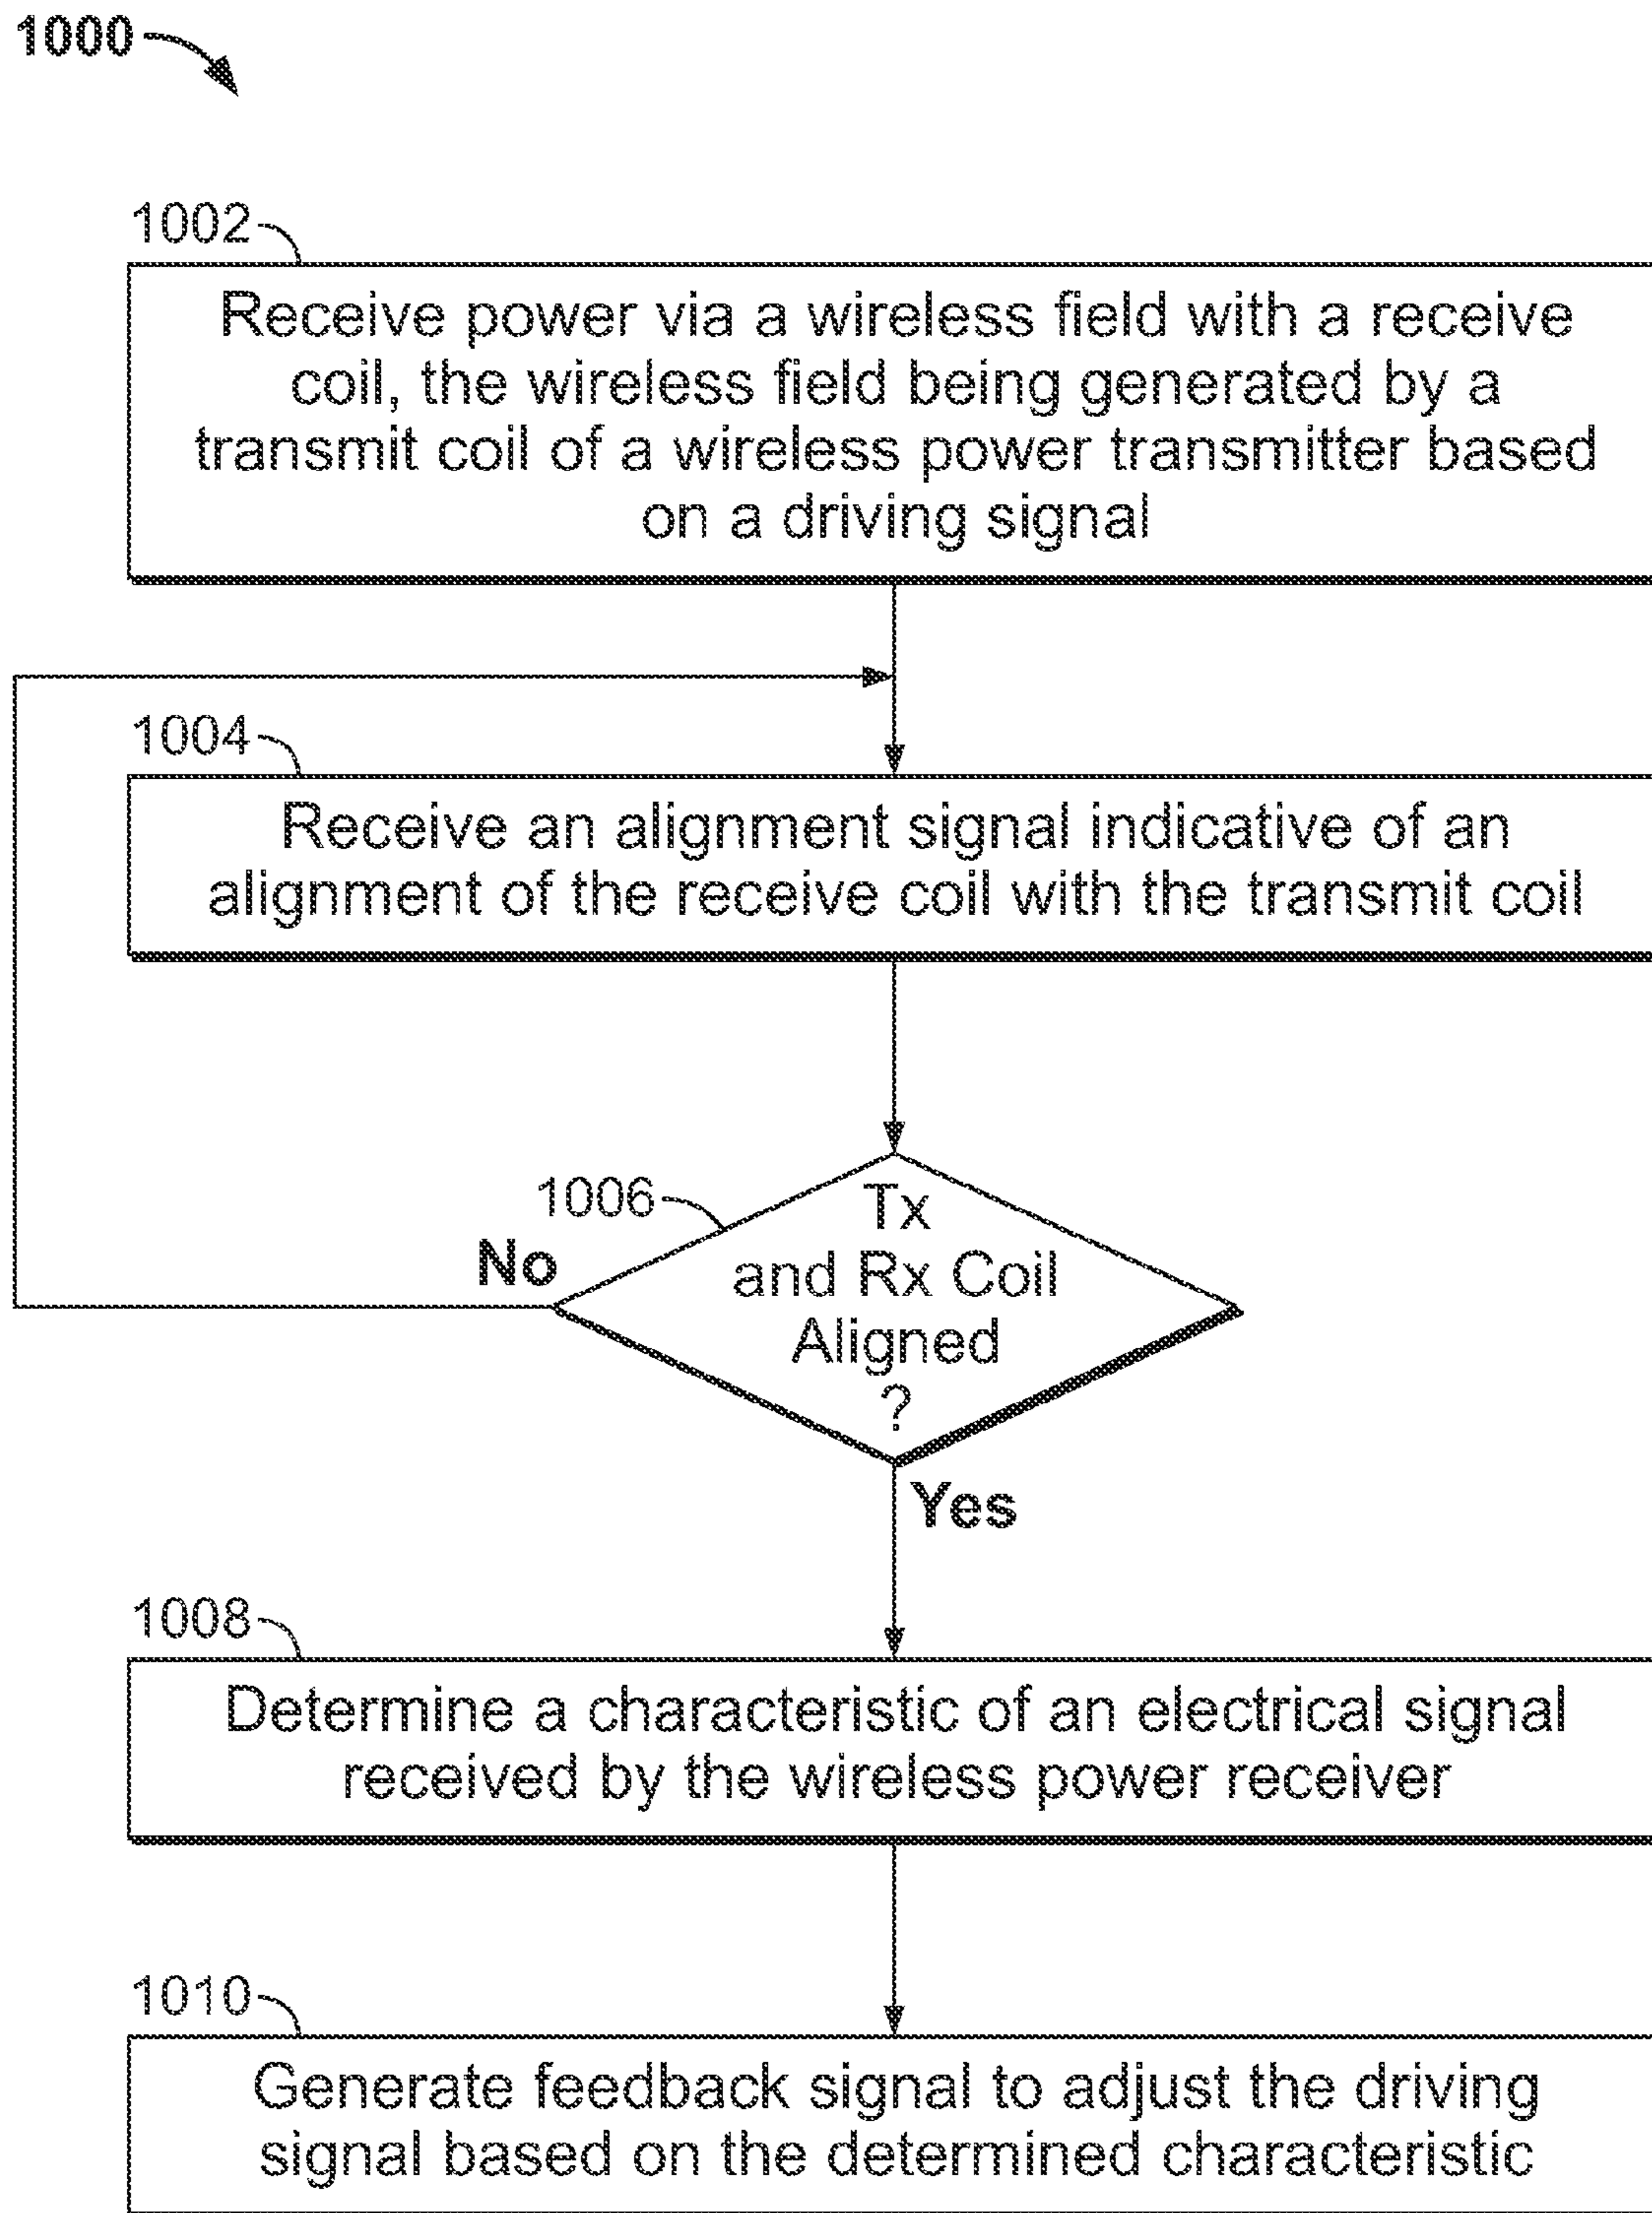 1000
1002
Receive power via a wireless field with a receive
coil, the wireless field being generated by a
transmit coil of a wireless power transmitter based
on a driving signal
1004
Receive an alignment signal indicative of an
alignment of the receive coil with the transmit coil
1006
Tx
and Rx Coil
Aligned
?
No
Yes
1008
Determine a characteristic of an electrical signal
received by the wireless power receiver
1010
Generate feedback signal to adjust the driving
signal based on the determined characteristic